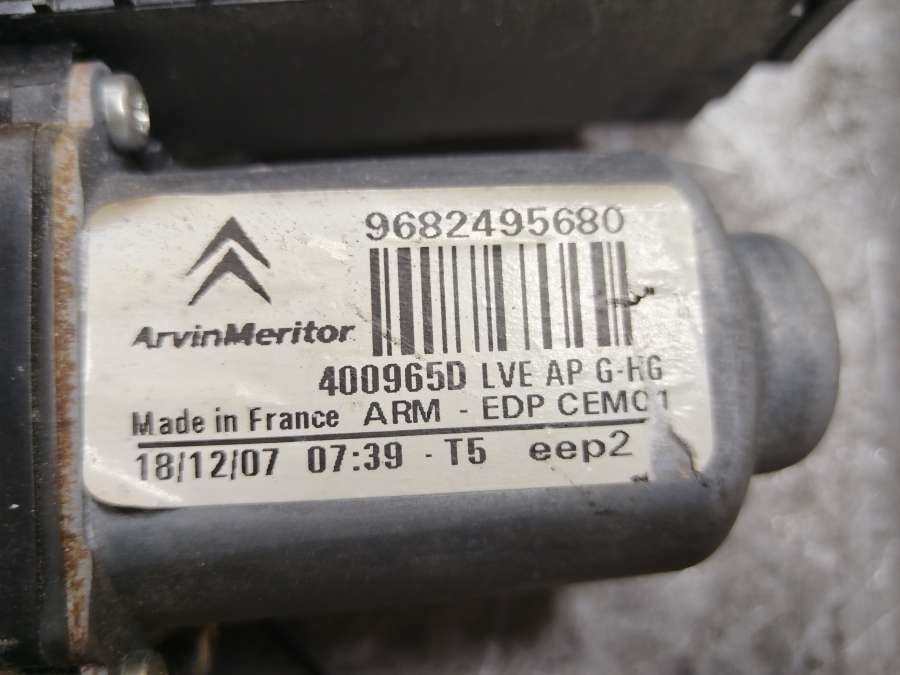 9682495680
ArvinMeritor
400965D LVE AP G-HG
Made in France ARM - EDP CEMO1
18/12/07 07:39 - T5 eep2